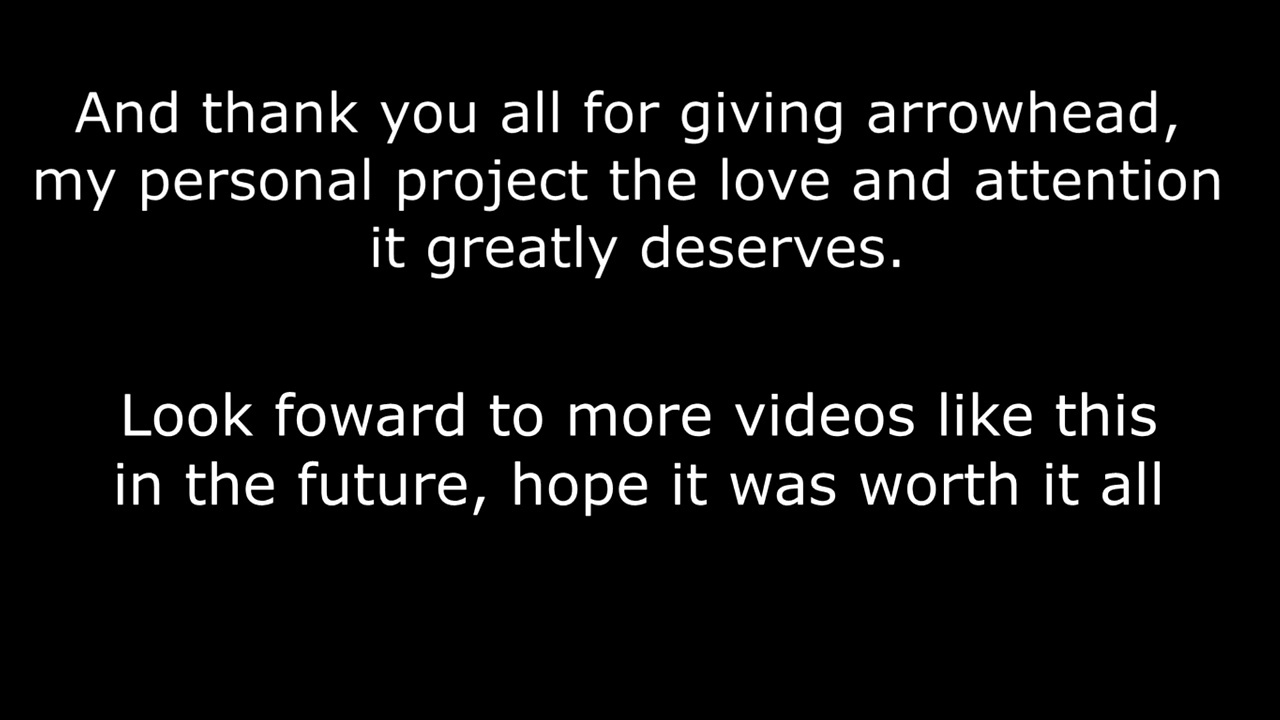 And thank you all for giving arrowhead,
my personal project the love and attention
it greatly deserves.
Look foward to more videos like this
in the future, hope it was worth it all